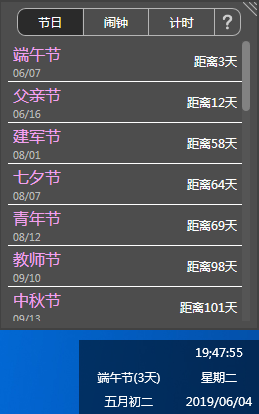 节日 闹钟 计时 ?
端午节
06/07 距离3天
父亲节
06/16 距离12天
建军节
08/01 距离58天
七夕节
08/07 距离64天
青年节
08/12 距离69天
教师节
09/10 距离98天
中秋节
09/13 距离101天
19;47:55
端午节(3天) 星期二
五月初二 2019/06/04